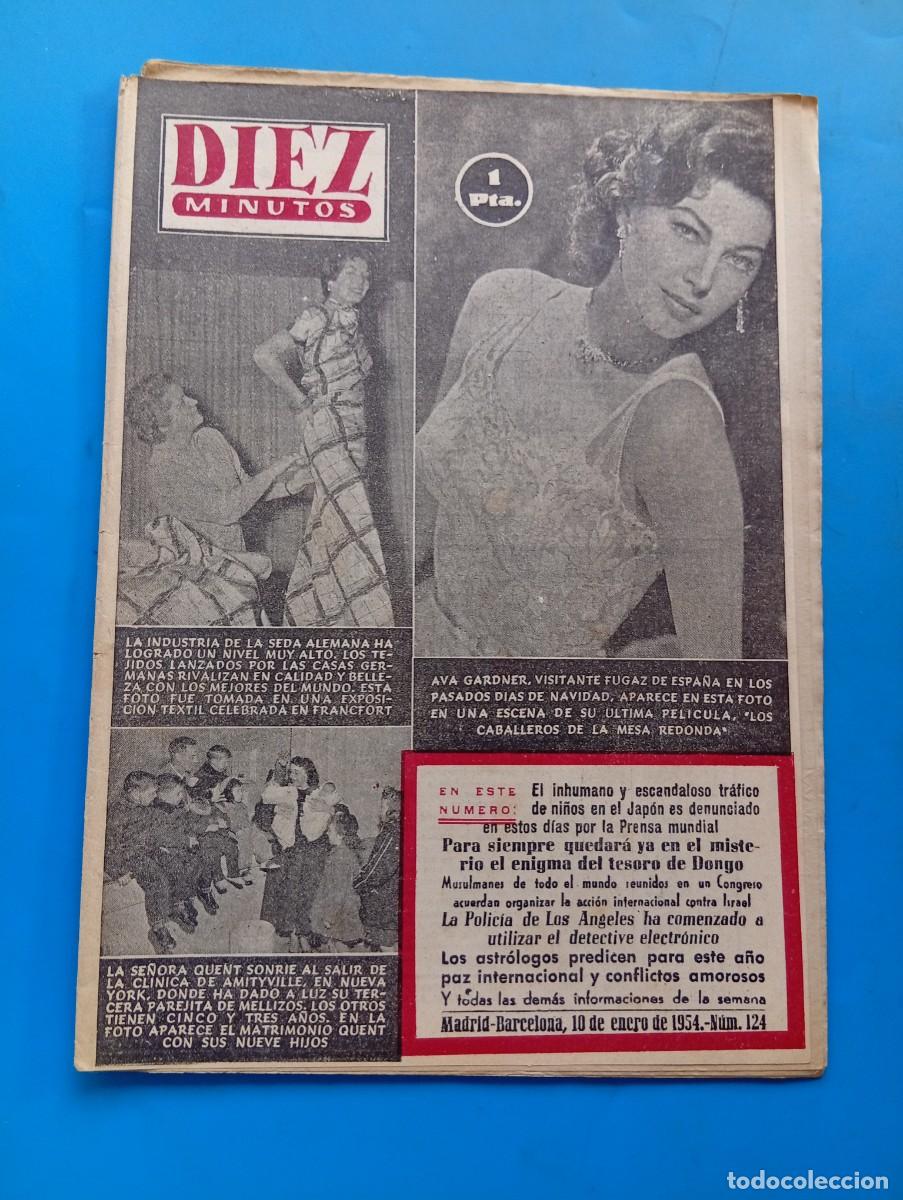 DIEZ
MINUTOS
1
Pta.
LA INDUSTRIA DE LA SEDA ALEMANA HA
LOGRADO UN NIVEL MUY ALTO. LOS TE-
JIDOS LANZADOS POR LAS CASAS GER-
MANAS RIVALIZAN EN CALIDAD Y BELLE-
ZA CON LOS MEJORES DEL MUNDO. ESTA
FOTO FUE TOMADA EN UNA EXPOSI-
CION TEXTIL CELEBRADA EN FRANCFORT
AVA GARDNER, VISITANTE FUGAZ DE ESPAÑA EN LOS
PASADOS DIAS DE NAVIDAD, APARECE EN ESTA FOTO
EN UNA ESCENA DE SU ULTIMA PELICULA, "LOS
CABALLEROS DE LA MESA REDONDA"
LA SEÑORA QUENT SONRIE AL SALIR DE
LA CLINICA DE AMITYVILLE, EN NUEVA
YORK, DONDE HA DADO A LUZ SU TER-
CERA PAREJITA DE MELLIZOS. LOS OTROS
TIENEN CINCO Y TRES AÑOS. EN LA
FOTO APARECE EL MATRIMONIO QUENT
CON SUS NUEVE HIJOS
EN ESTE NUMERO: El inhumano y escandaloso tráfico
de niños en el Japón es denunciado
en estos días por la Prensa mundial
Para siempre quedará ya en el miste-
rio el enigma del tesoro de Dongo
Musulmanes de todo el mundo reunidos en un Congreso
acuerdan organizar la acción internacional contra Israel
La Policía de Los Angeles ha comenzado a
utilizar el detective electrónico
Los astrólogos predicen para este año
paz internacional y conflictos amorosos
Y todas las demás informaciones de la semana
Madrid-Barcelona, 10 de enero de 1954.-Núm. 124
todocoleccion